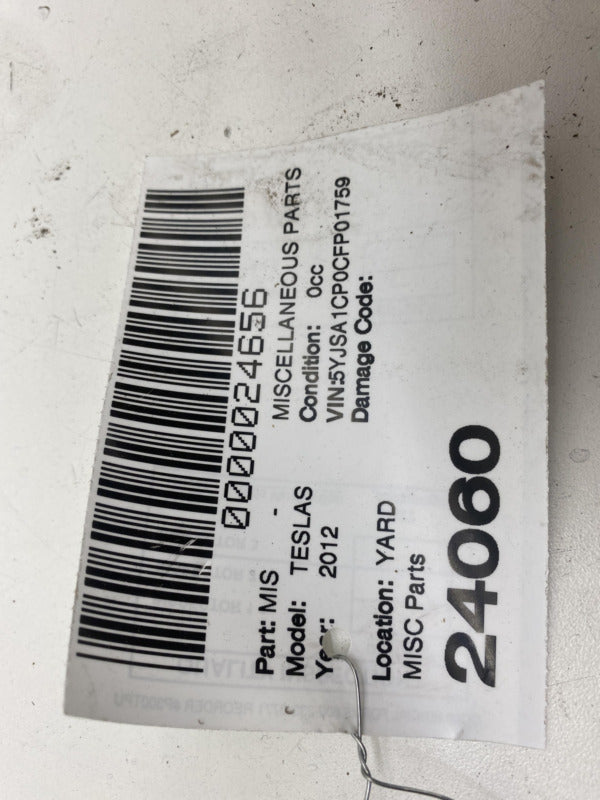 0000024656
Part: MIS - MISCELLANEOUS PARTS
Model: TESLAS Condition: 0cc
Year: 2012 VIN:5YJSA1CP0CFP01759
Damage Code:
Location: YARD
MISC Parts
24060